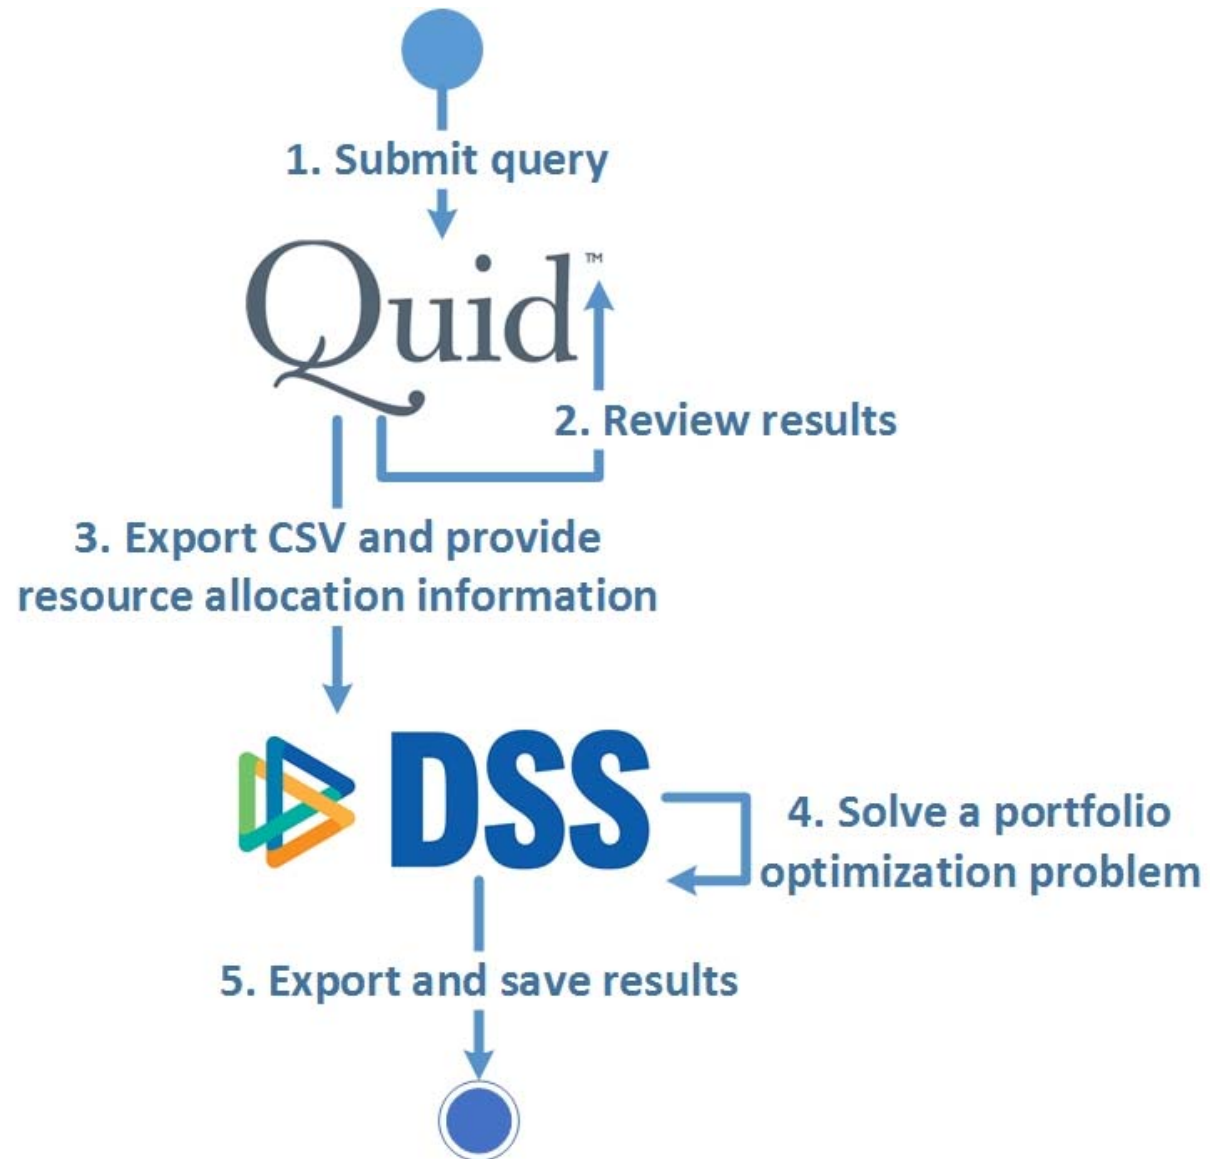 1. Submit query
Quid™
2. Review results
3. Export CSV and provide
resource allocation information
DSS
4. Solve a portfolio
optimization problem
5. Export and save results